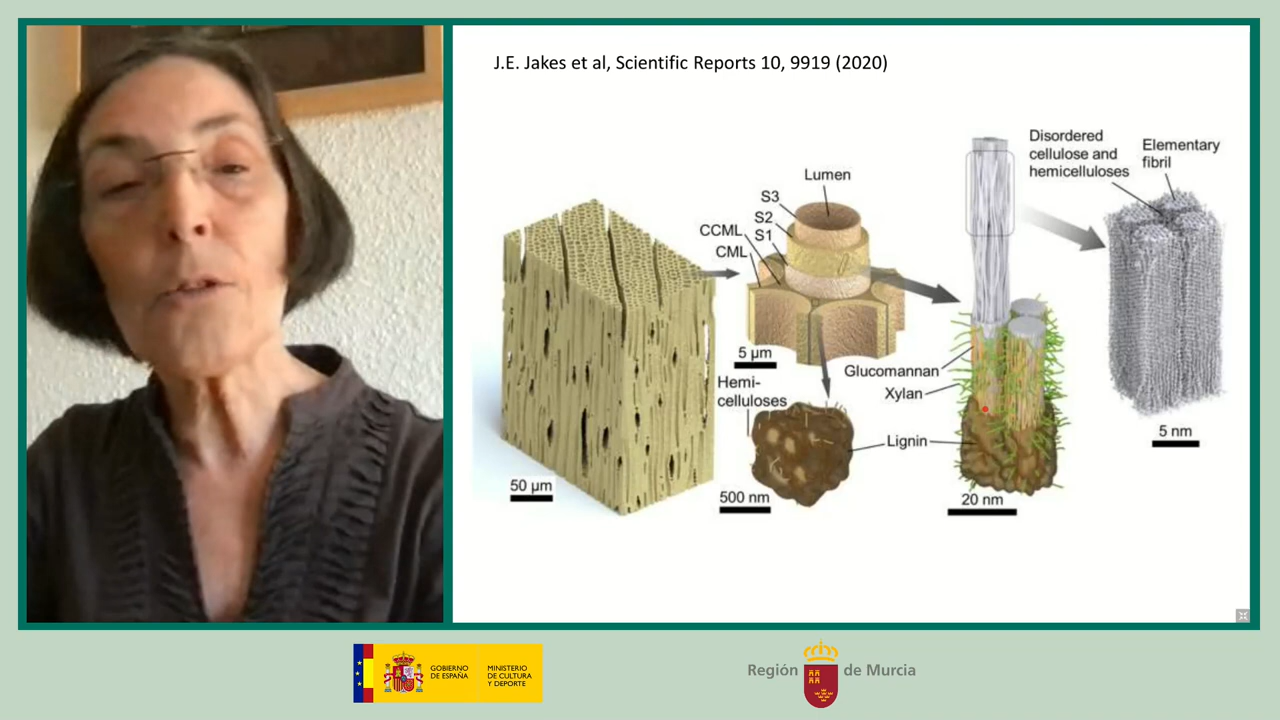 J.E. Jakes et al, Scientific Reports 10, 9919 (2020)
Lumen
S3
S2
S1
CCML
CML
5 µm
Hemi-
celluloses
50 µm
500 nm
Lignin
Glucomannan
Xylan
20 nm
Disordered
cellulose and
hemicelluloses
Elementary
fibril
5 nm
GOBIERNO
DE ESPAÑA
MINISTERIO
DE CULTURA
Y DEPORTE
Región de Murcia